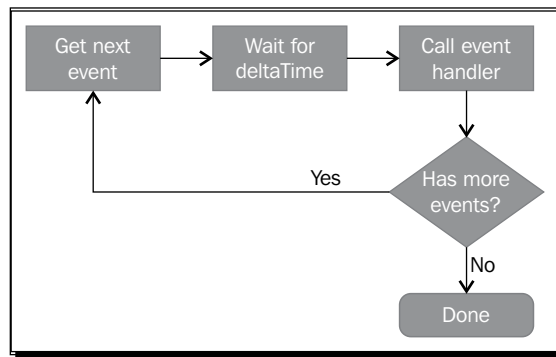 Get next
event
Wait for
deltaTime
Call event
handler
Yes
Has more
events?
No
Done